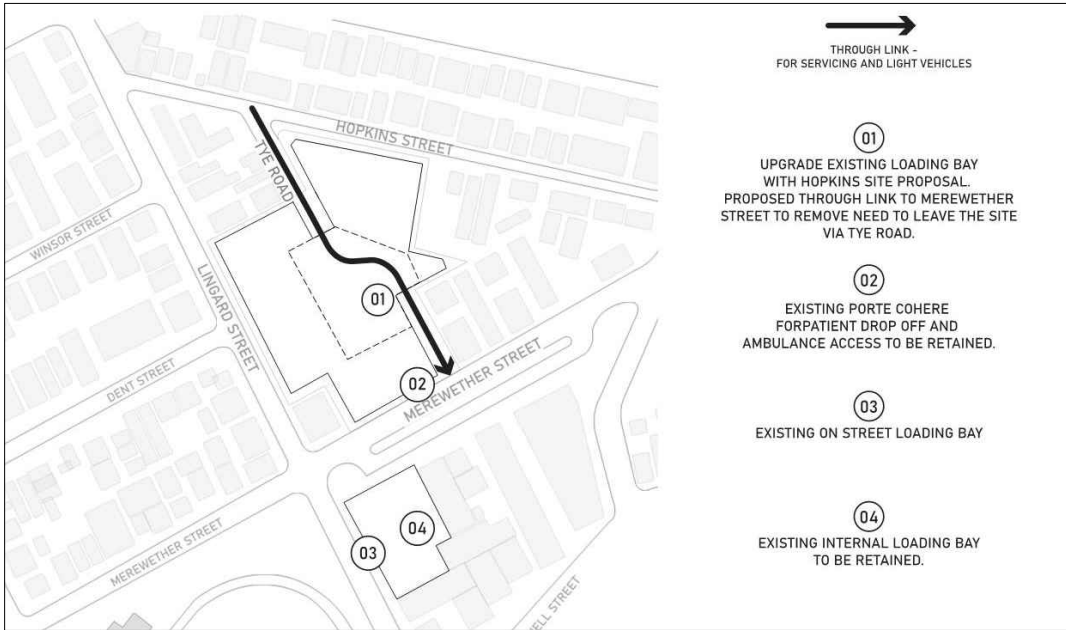 HOPKINS STREET
TYE ROAD
WINSOR STREET
LINGARD STREET
01
DENT STREET
02
MEREWETHER STREET
04
03
MEREWETHER STREET
STREET
THROUGH LINK -
FOR SERVICING AND LIGHT VEHICLES
01
UPGRADE EXISTING LOADING BAY
WITH HOPKINS SITE PROPOSAL.
PROPOSED THROUGH LINK TO MEREWETHER
STREET TO REMOVE NEED TO LEAVE THE SITE
VIA TYE ROAD.
02
EXISTING PORTE COHERE
FORPATIENT DROP OFF AND
AMBULANCE ACCESS TO BE RETAINED.
03
EXISTING ON STREET LOADING BAY
04
EXISTING INTERNAL LOADING BAY
TO BE RETAINED.